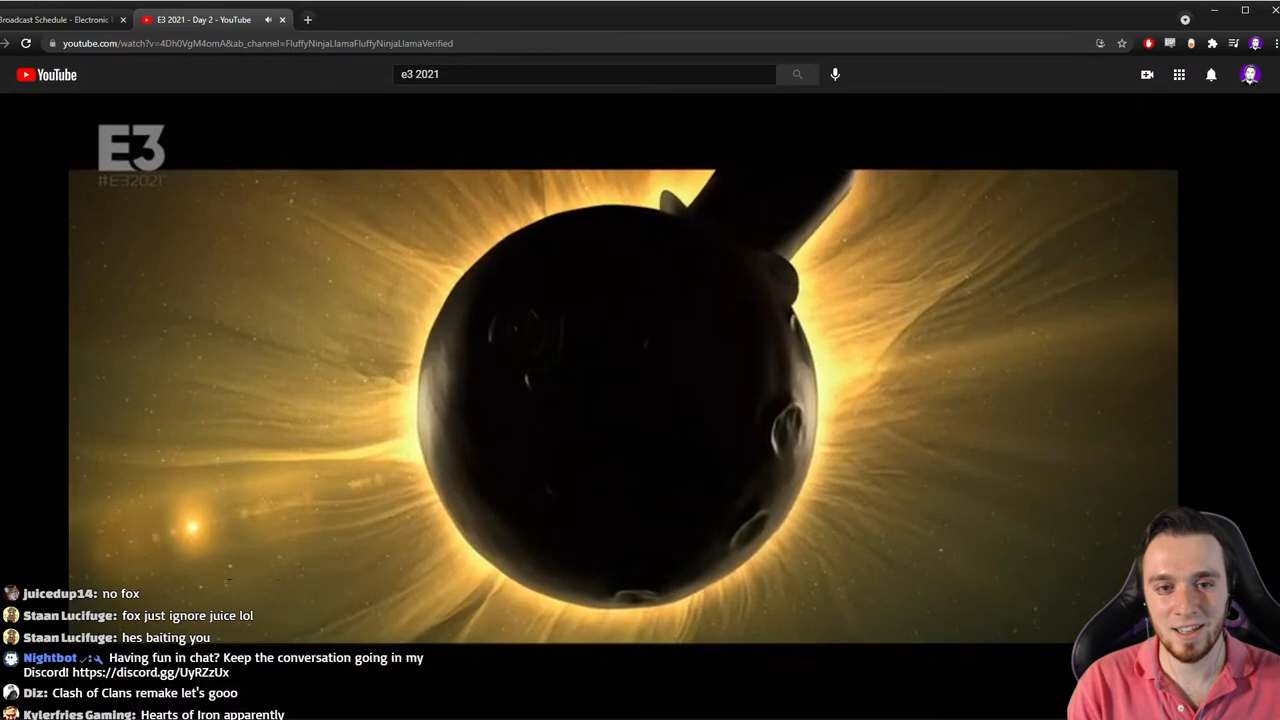 Broadcast Schedule - Electronic E
E3 2021 - Day 2 - YouTube
youtube.com/watch?v=4Dh0VgM4omA&ab_channel=FluffyNinjaLlamaFluffyNinjaLlamaVerified
YouTube
e3 2021
E3
#E32021
juicedup14: no fox
Staan Lucifuge: fox just ignore juice lol
Staan Lucifuge: hes baiting you
Nightbot: Having fun in chat? Keep the conversation going in my
Discord! https://discord.gg/UyRZzUx
Diz: Clash of Clans remake let's gooo
Kylerfries Gaming: Hearts of Iron apparently